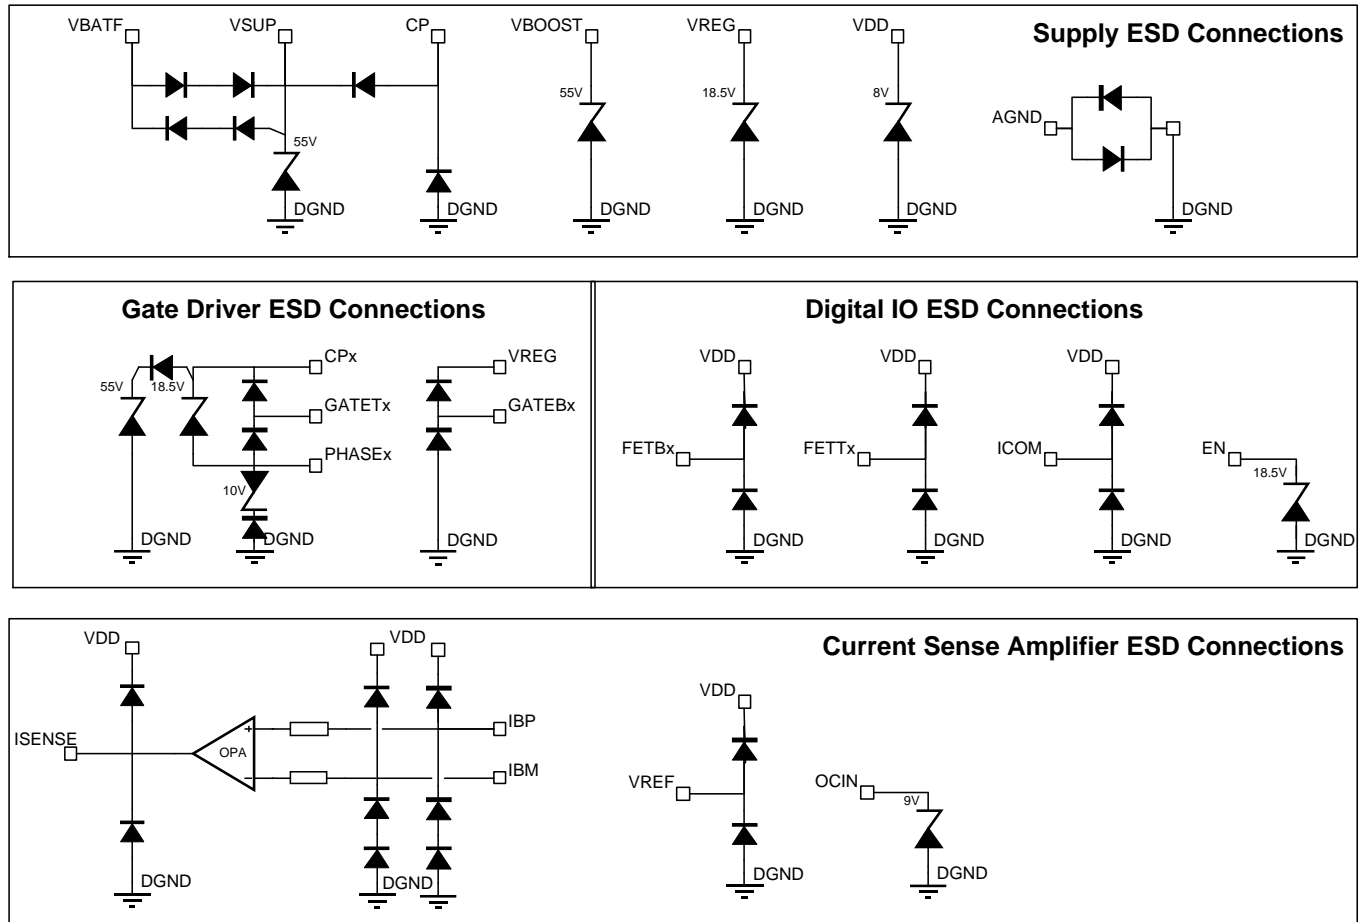 VBATF VSUP CP VBOOST VREG VDD Supply ESD Connections
55V 18.5V 8V
AGND
55V
DGND DGND DGND DGND DGND DGND
Gate Driver ESD Connections
CPx VREG
55V 18.5V
GATETx GATEBx
PHASEx
10V
DGND DGND DGND
Digital IO ESD Connections
VDD VDD VDD
FETBx FETTx ICOM EN
18.5V
DGND DGND DGND DGND
VDD VDD Current Sense Amplifier ESD Connections
VDD
IBP
ISENSE + OPA
- IBM
VREF OCIN
9V
DGND DGND DGND DGND